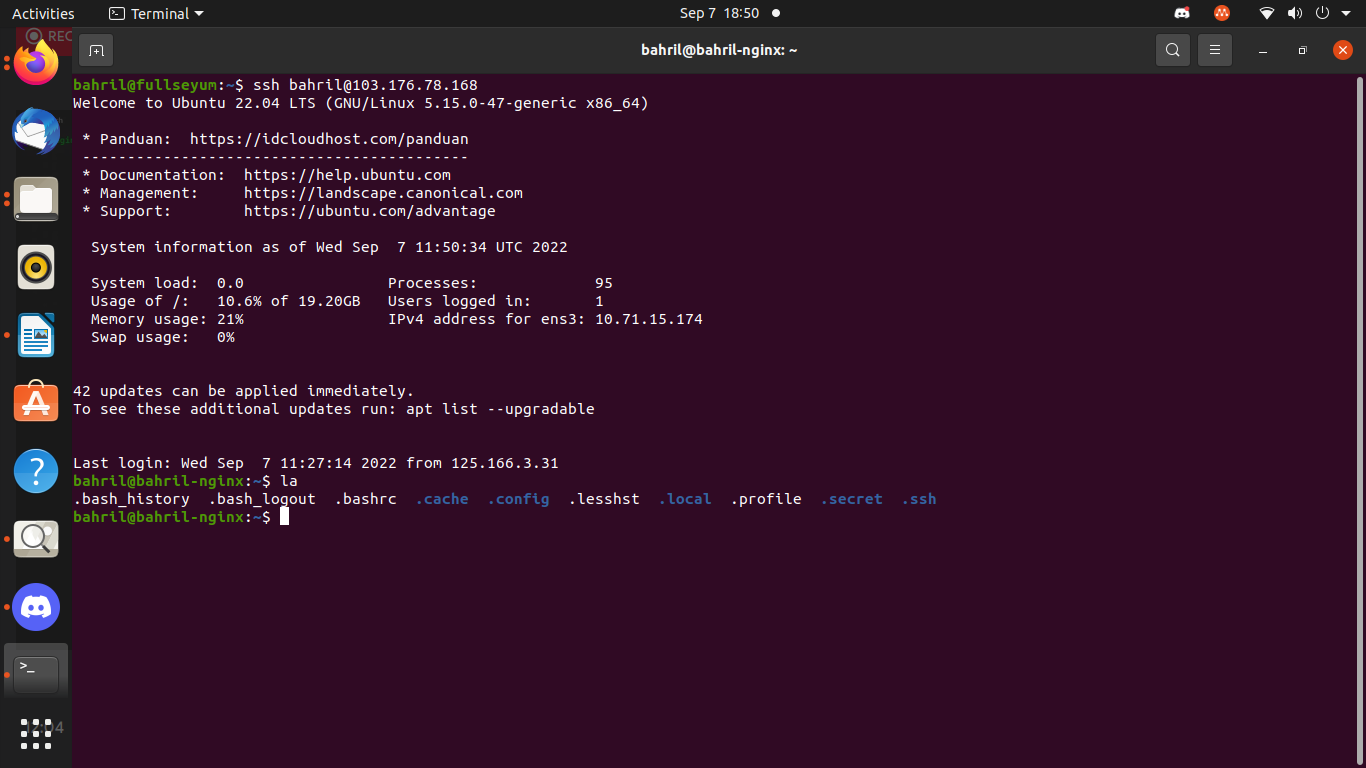 Activities Terminal Sep 7 18:50
REC
bahril@bahril-nginx: ~
bahril@fullseyum:~$ ssh bahril@103.176.78.168
Welcome to Ubuntu 22.04 LTS (GNU/Linux 5.15.0-47-generic x86_64)
* Panduan: https://idcloudhost.com/panduan
-------------------------------------------
* Documentation: https://help.ubuntu.com
* Management: https://landscape.canonical.com
* Support: https://ubuntu.com/advantage
System information as of Wed Sep 7 11:50:34 UTC 2022
System load: 0.0 Processes: 95
Usage of /: 10.6% of 19.20GB Users logged in: 1
Memory usage: 21% IPv4 address for ens3: 10.71.15.174
Swap usage: 0%
42 updates can be applied immediately.
To see these additional updates run: apt list --upgradable
Last login: Wed Sep 7 11:27:14 2022 from 125.166.3.31
bahril@bahril-nginx:~$ la
.bash_history .bash_logout .bashrc .cache .config .lesshst .local .profile .secret .ssh
bahril@bahril-nginx:~$